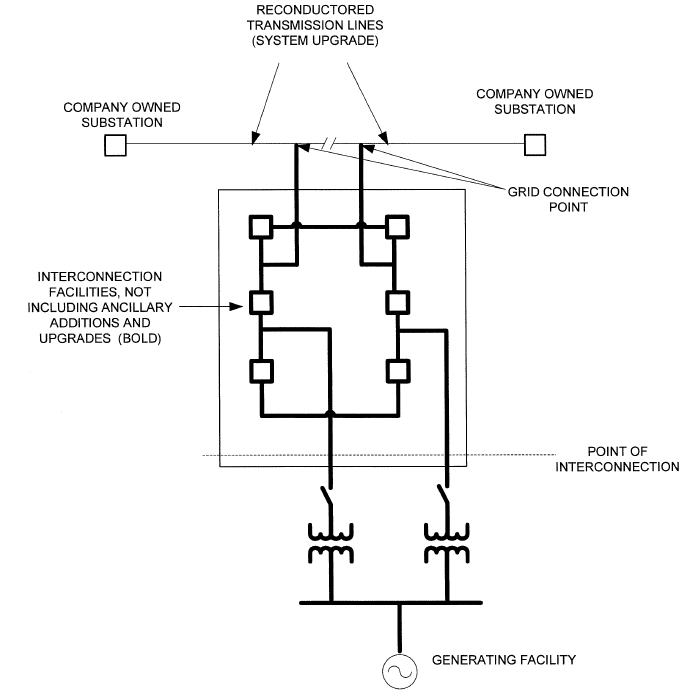 RECONDUCTORED
TRANSMISSION LINES
(SYSTEM UPGRADE)
COMPANY OWNED
SUBSTATION
COMPANY OWNED
SUBSTATION
GRID CONNECTION
POINT
INTERCONNECTION
FACILITIES, NOT
INCLUDING ANCILLARY
ADDITIONS AND
UPGRADES (BOLD)
POINT OF
INTERCONNECTION
GENERATING FACILITY